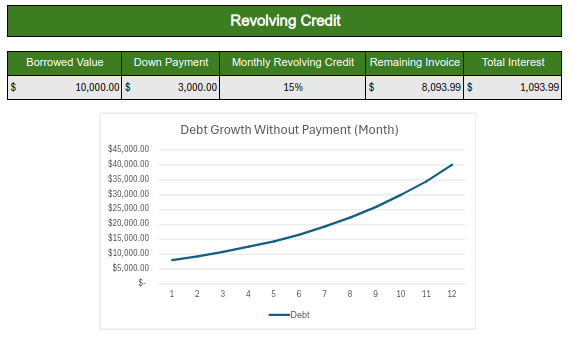 Revolving Credit
Borrowed Value Down Payment Monthly Revolving Credit Remaining Invoice Total Interest
$ 10,000.00 $ 3,000.00 15% $ 8,093.99 $ 1,093.99
Debt Growth Without Payment (Month)
$45,000.00
$40,000.00
$35,000.00
$30,000.00
$25,000.00
$20,000.00
$15,000.00
$10,000.00
$5,000.00
$-
1 2 3 4 5 6 7 8 9 10 11 12
Debt